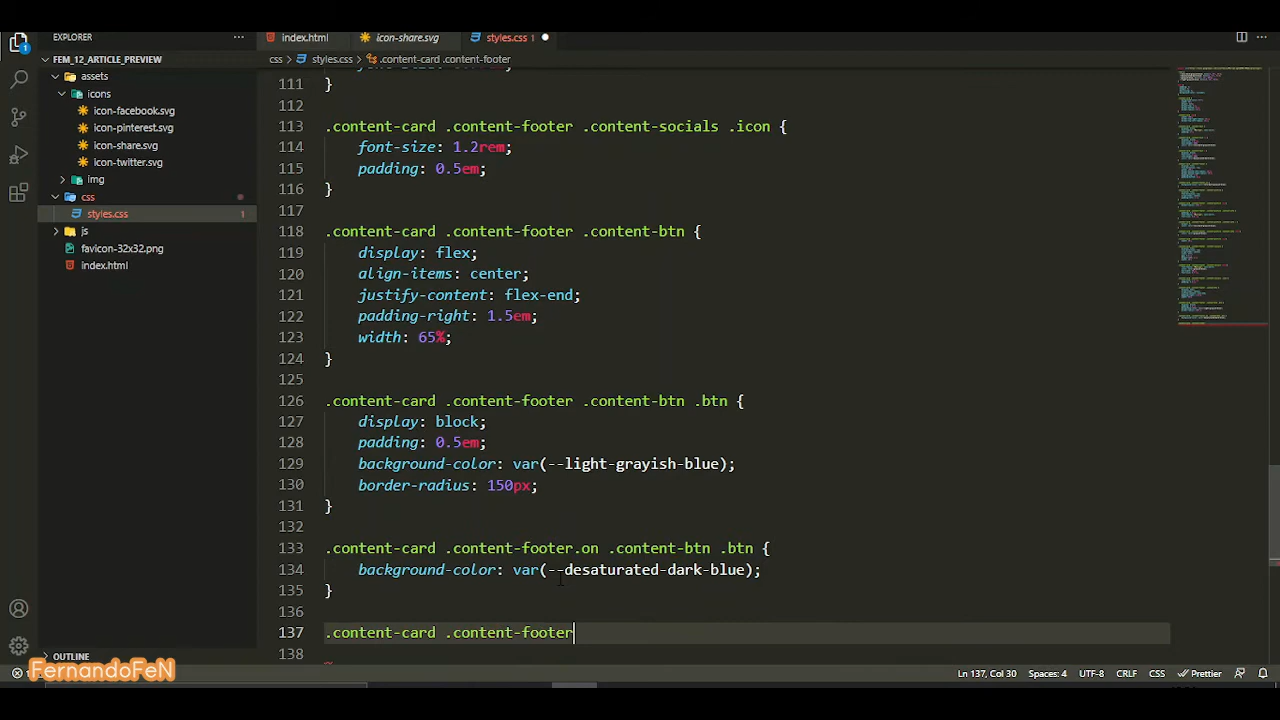 EXPLORER
···
index.html
icon-share.svg
styles.css 1
FEM_12_ARTICLE_PREVIEW
css > styles.css > .content-card .content-footer
assets
icons
icon-facebook.svg
icon-pinterest.svg
icon-share.svg
icon-twitter.svg
img
css
styles.css 1
js
favicon-32x32.png
index.html
111 }
112
113 .content-card .content-footer .content-socials .icon {
114 font-size: 1.2rem;
115 padding: 0.5em;
116 }
117
118 .content-card .content-footer .content-btn {
119 display: flex;
120 align-items: center;
121 justify-content: flex-end;
122 padding-right: 1.5em;
123 width: 65%;
124 }
125
126 .content-card .content-footer .content-btn .btn {
127 display: block;
128 padding: 0.5em;
129 background-color: var(--light-grayish-blue);
130 border-radius: 150px;
131 }
132
133 .content-card .content-footer.on .content-btn .btn {
134 background-color: var(--desaturated-dark-blue);
135 }
136
137 .content-card .content-footer
138
1
OUTLINE
FernandoFeN
Ln 137, Col 30 Spaces: 4 UTF-8 CRLF CSS Prettier